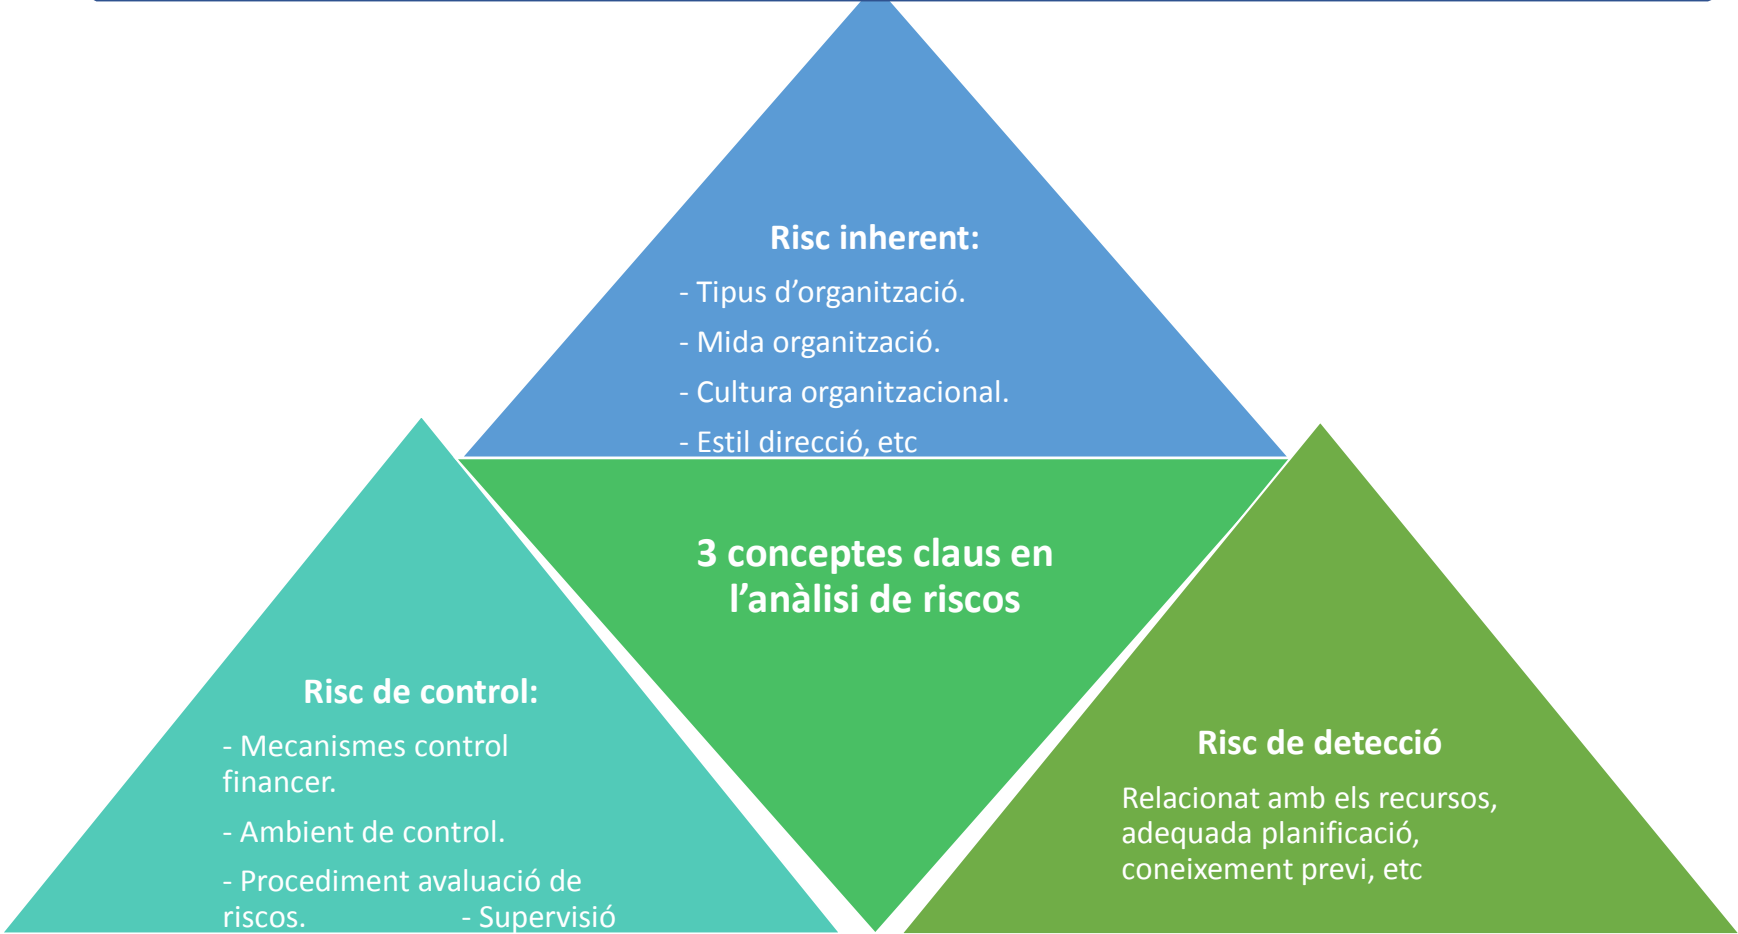 Risc inherent:
- Tipus d’organització.
- Mida organització.
- Cultura organitzacional.
- Estil direcció, etc
3 conceptes claus en
l’anàlisi de riscos
Risc de control:
- Mecanismes control
financer.
- Ambient de control.
- Procediment avaluació de
riscos. - Supervisió
Risc de detecció
Relacionat amb els recursos,
adequada planificació,
coneixement previ, etc